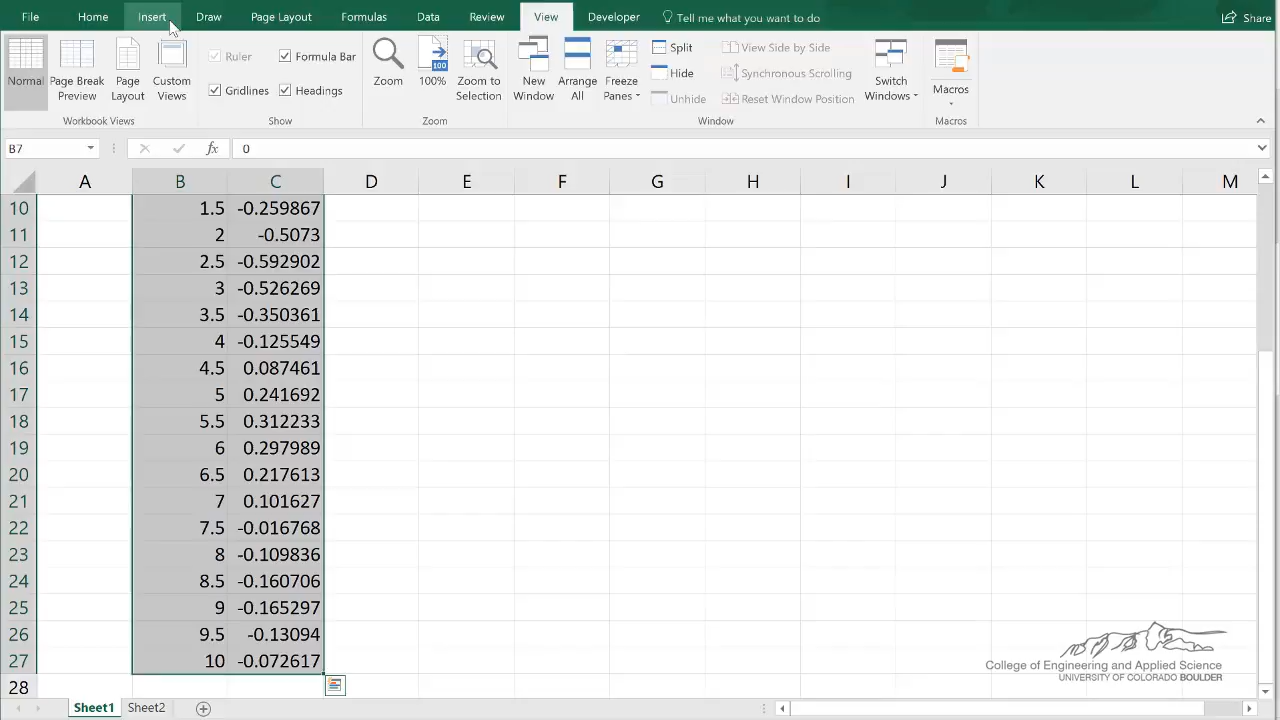 File Home Insert Draw Page Layout Formulas Data Review View Developer Tell me what you want to do Share
Normal Page Break Preview Page Layout Custom Views
Workbook Views
Ruler Formula Bar
Gridlines Headings
Show
Zoom 100% Zoom to Selection
Zoom
New Window Arrange All Freeze Panes
Split
Hide
Unhide
View Side by Side
Synchronous Scrolling
Reset Window Position
Switch Windows
Window
Macros
Macros
B7 fx 0
A B C D E F G H I J K L M
10 1.5 -0.259867
11 2 -0.5073
12 2.5 -0.592902
13 3 -0.526269
14 3.5 -0.350361
15 4 -0.125549
16 4.5 0.087461
17 5 0.241692
18 5.5 0.312233
19 6 0.297989
20 6.5 0.217613
21 7 0.101627
22 7.5 -0.016768
23 8 -0.109836
24 8.5 -0.160706
25 9 -0.165297
26 9.5 -0.13094
27 10 -0.072617
28
College of Engineering and Applied Science
UNIVERSITY OF COLORADO BOULDER
Sheet1 Sheet2